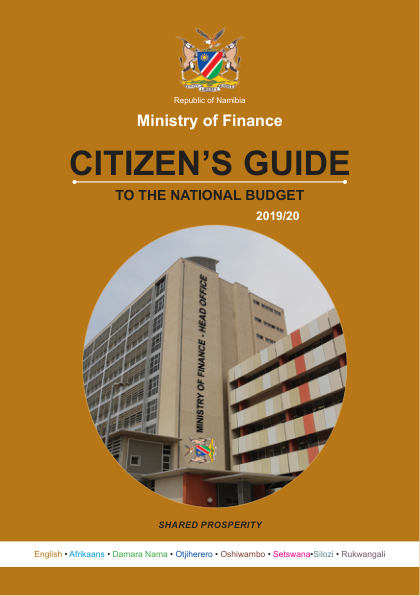 Republic of Namibia
Ministry of Finance
CITIZEN'S GUIDE
TO THE NATIONAL BUDGET
2019/20
MINISTRY OF FINANCE - HEAD OFFICE
SHARED PROSPERITY
English • Afrikaans • Damara Nama • Otjiherero • Oshiwambo • Setswana•Silozi • Rukwangali